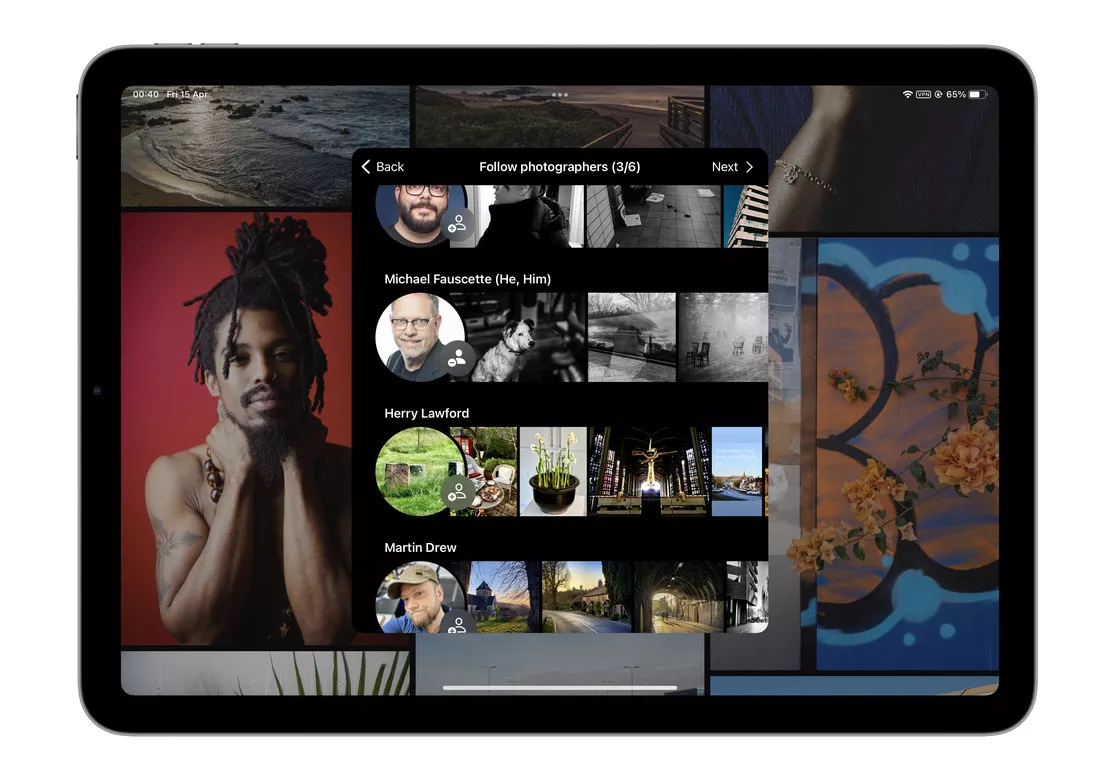 00:40 Fri 15 Apr
VPN 65%
Back Follow photographers (3/6) Next
Michael Fauscette (He, Him)
Herry Lawford
Martin Drew